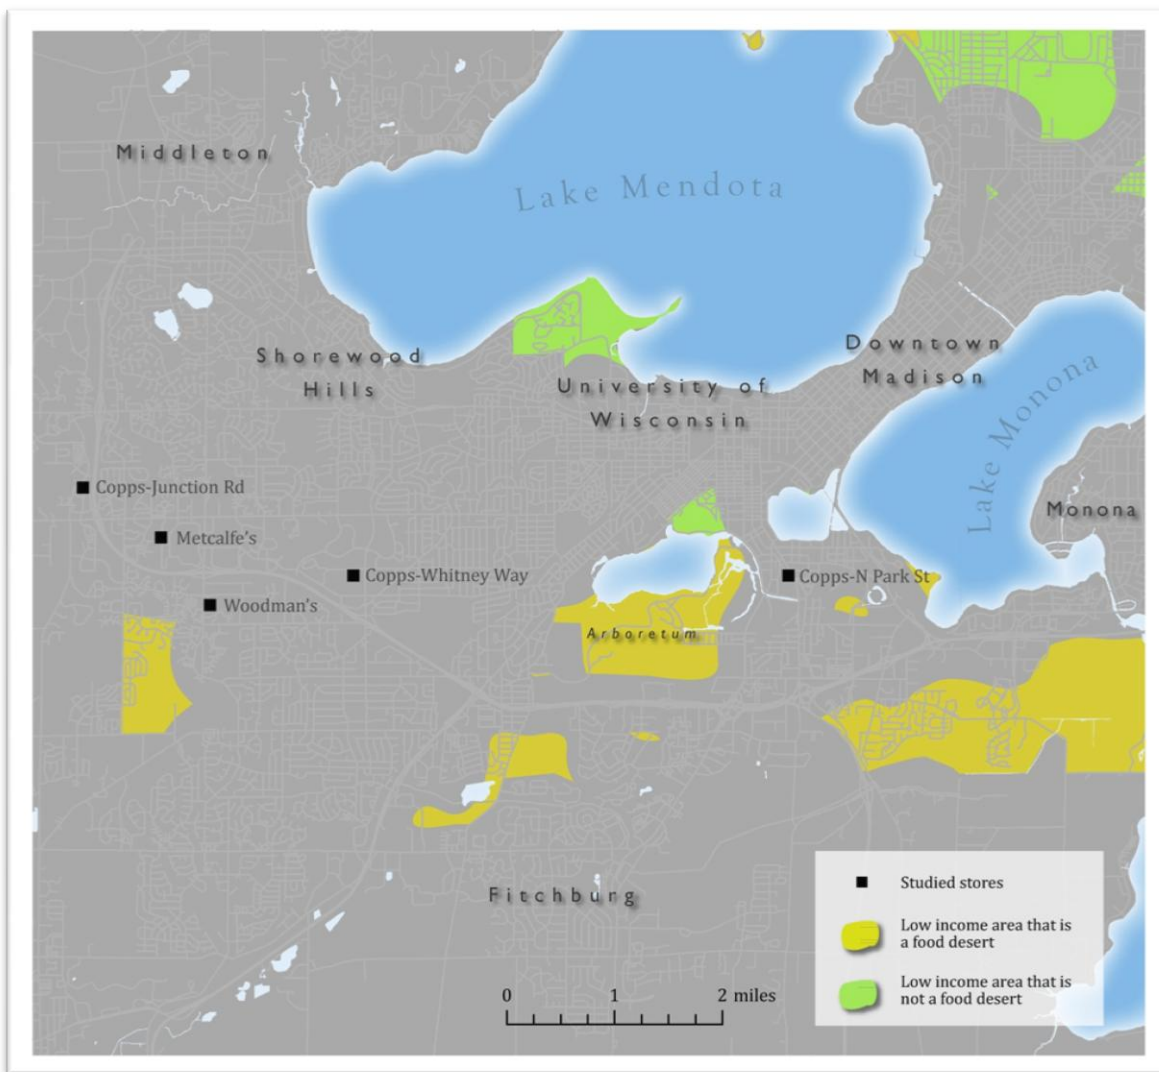 Middleton
Lake Mendota
Shorewood
Hills
University of
Wisconsin
Downtown
Madison
Lake Monona
Monona
Copps-Junction Rd
Metcalfe's
Copps-Whitney Way
Woodman's
Copps-N Park St
Arboretum
Fitchburg
0 1 2 miles
Studied stores
Low income area that is
a food desert
Low income area that is
not a food desert